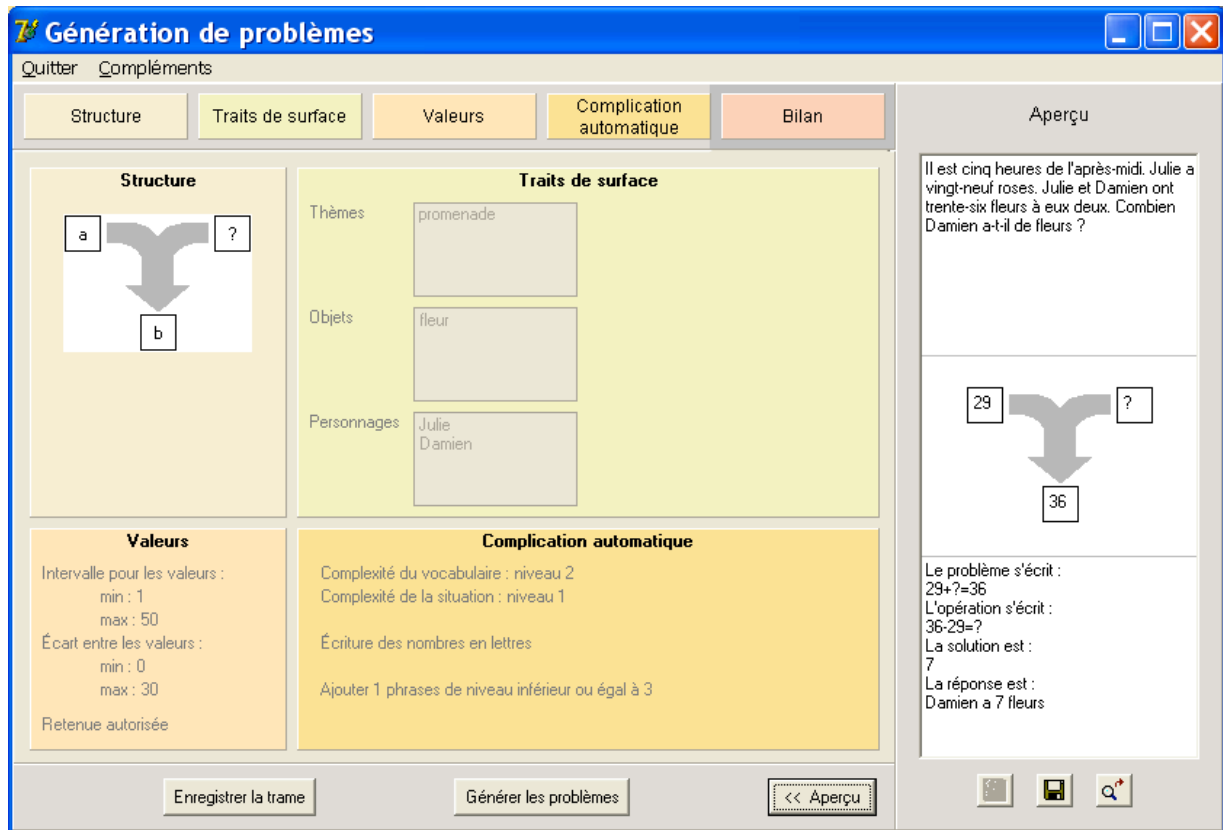 Génération de problèmes
Quitter Compléments
Structure
Traits de surface
Valeurs
Complication
automatique
Bilan
Structure
a
?
b
Traits de surface
Thèmes
promenade
Objets
fleur
Personnages
Julie
Damien
Valeurs
Intervalle pour les valeurs :
min : 1
max : 50
Écart entre les valeurs :
min : 0
max : 30
Retenue autorisée
Complication automatique
Complexité du vocabulaire : niveau 2
Complexité de la situation : niveau 1
Écriture des nombres en lettres
Ajouter 1 phrases de niveau inférieur ou égal à 3
Enregistrer la trame
Générer les problèmes
<< Aperçu
Aperçu
Il est cinq heures de l'après-midi. Julie a
vingt-neuf roses. Julie et Damien ont
trente-six fleurs à eux deux. Combien
Damien a-t-il de fleurs ?
29
?
36
Le problème s'écrit :
29+?=36
L'opération s'écrit :
36-29=?
La solution est :
7
La réponse est :
Damien a 7 fleurs